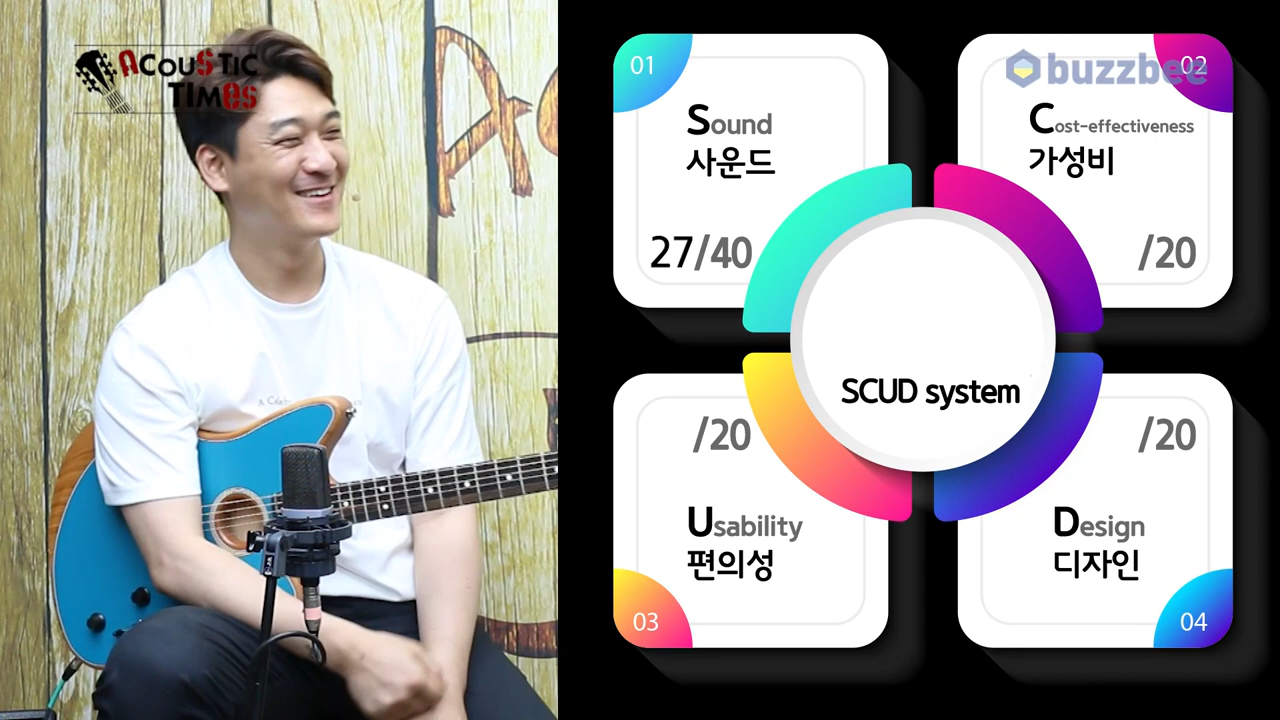 ACOUSTIC
TIMES
01
Sound
사운드
27/40
buzzbee
02
Cost-effectiveness
가성비
/20
SCUD system
/20
Usability
편의성
03
/20
Design
디자인
04